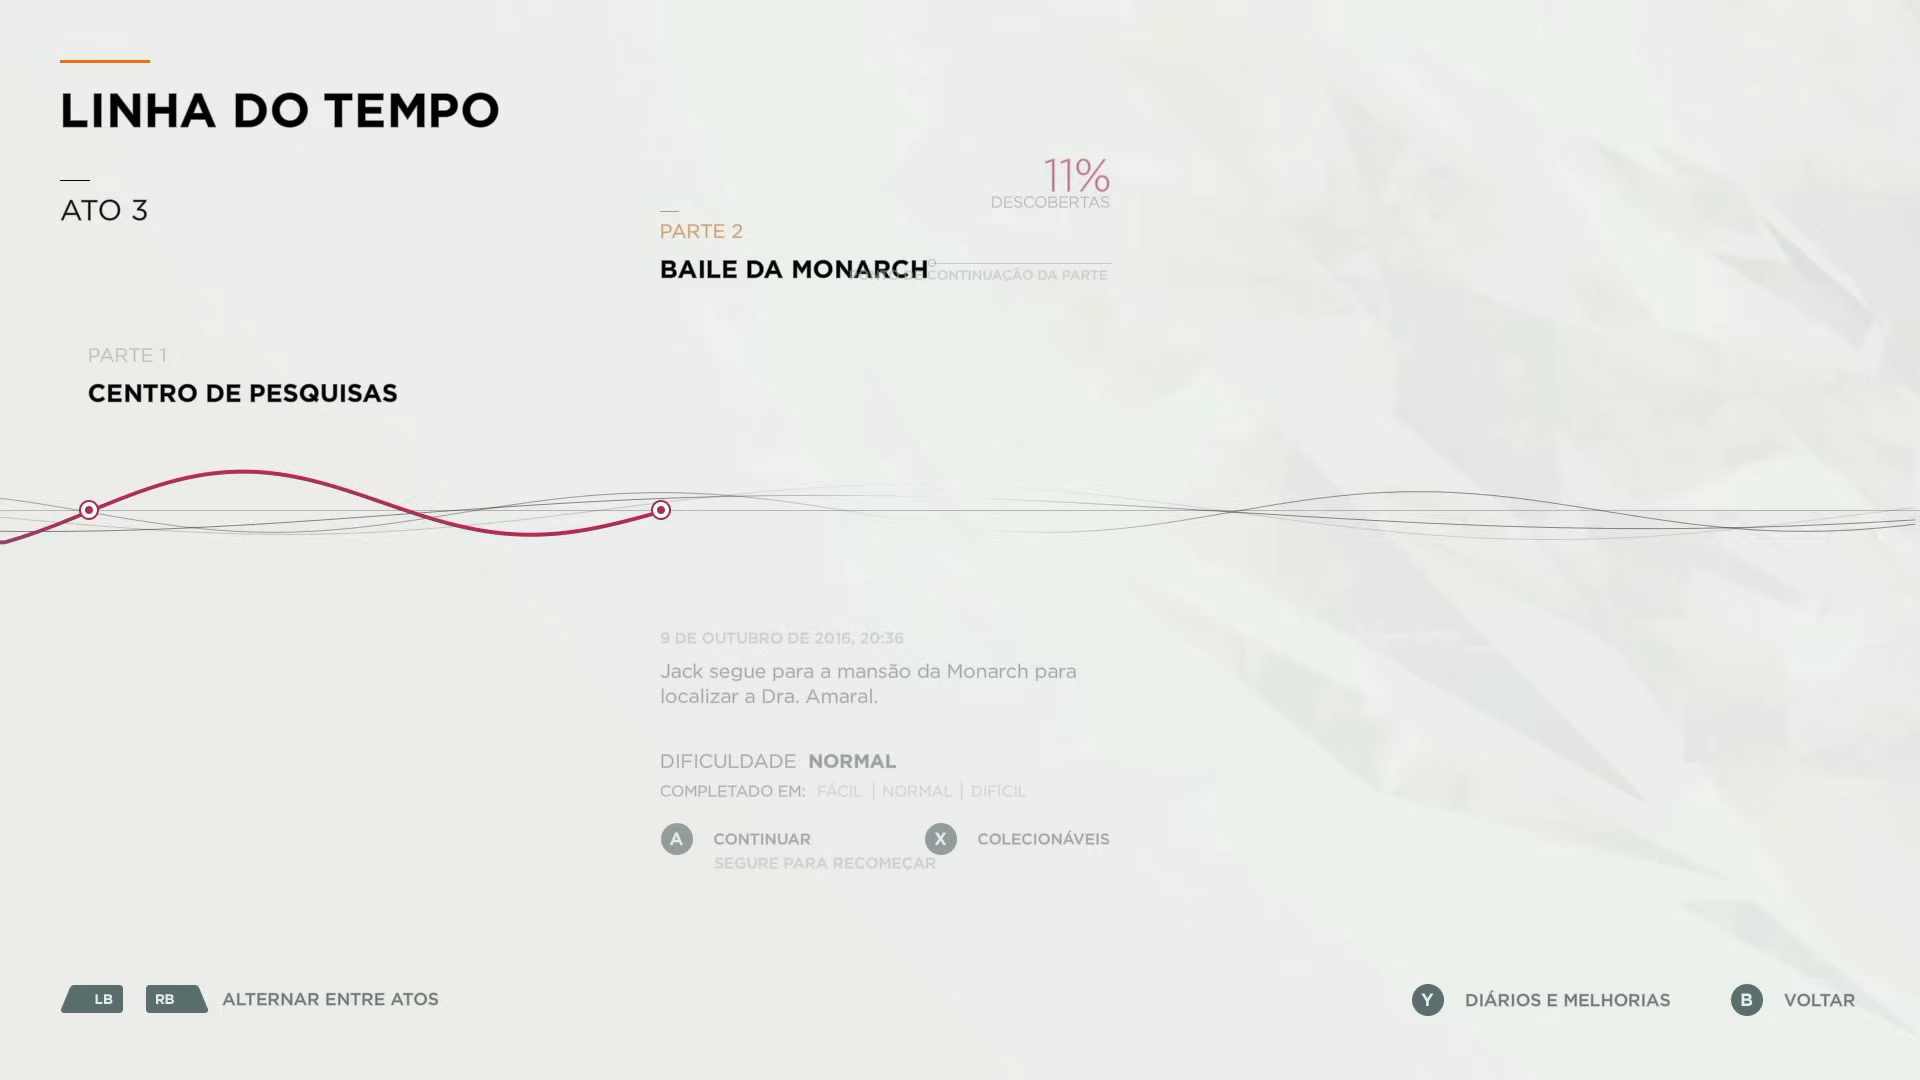 LINHA DO TEMPO
ATO 3
11%
DESCOBERTAS
PARTE 2
BAILE DA MONARCH
PONTO DE CONTINUAÇÃO DA PARTE
PARTE 1
CENTRO DE PESQUISAS
9 DE OUTUBRO DE 2016, 20:36
Jack segue para a mansão da Monarch para
localizar a Dra. Amaral.
DIFICULDADE NORMAL
COMPLETADO EM: FÁCIL | NORMAL | DIFÍCIL
A CONTINUAR X COLECIONÁVEIS
SEGURE PARA RECOMEÇAR
LB RB ALTERNAR ENTRE ATOS Y DIÁRIOS E MELHORIAS B VOLTAR